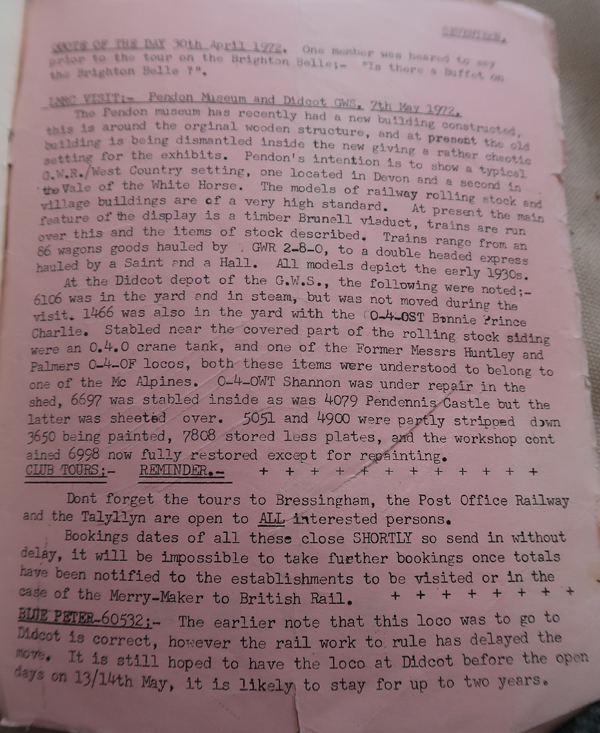 SEVENTEEN.
QUOTE OF THE DAY 30th April 1972. One member was heard to say
prior to the tour on the Brighton Belle;- "Is there a buffet on
the Brighton Belle ?".
LMRC VISIT:- Pendon Museum and Didcot GWS. 7th May 1972.
The Pendon museum has recently had a new building constructed,
this is around the orginal wooden structure, and at present the old
building is being dismantled inside the new giving a rather chaotic
setting for the exhibits. Pendon's intention is to show a typical
G.W.R./West Country setting, one located in Devon and a second in
the Vale of the White Horse. The models of railway rolling stock and
village buildings are of a very high standard. At present the main
feature of the display is a timber Brunell viaduct, trains are run
over this and the items of stock described. Trains range from an
86 wagons goods hauled by . GWR 2-8-0, to a double headed express
hauled by a Saint and a Hall. All models depict the early 1930s.
At the Didcot depot of the G.W.S., the following were noted;-
6106 was in the yard and in steam, but was not moved during the
visit. 1466 was also in the yard with the 0-4-0ST Bonnie Prince
Charlie. Stabled near the covered part of the rolling stock siding
were an 0.4.0 crane tank, and one of the Former Messrs Huntley and
Palmers 0-4-0F locos, both these items were understood to belong to
one of the Mc Alpines. 0-4-0WT Shannon was under repair in the
shed, 6697 was stabled inside as was 4079 Pendennis Castle but the
latter was sheeted over. 5051 and 4900 were partly stripped down
3650 being painted, 7808 stored less plates, and the workshop cont
ained 6998 now fully restored except for repainting.
CLUB TOURS:- REMINDER.- + + + + + + + + + + + +
Dont forget the tours to Bressingham, the Post Office Railway
and the Talyllyn are open to ALL interested persons.
Bookings dates of all these close SHORTLY so send in without
delay, it will be impossible to take further bookings once totals
have been notified to the establishments to be visited or in the
case of the Merry-Maker to British Rail. + + + + + + + +
BLUE PETER-60532;- The earlier note that this loco was to go to
Didcot is correct, however the rail work to rule has delayed the
move. It is still hoped to have the loco at Didcot before the open
days on 13/14th May, it is likely to stay for up to two years.